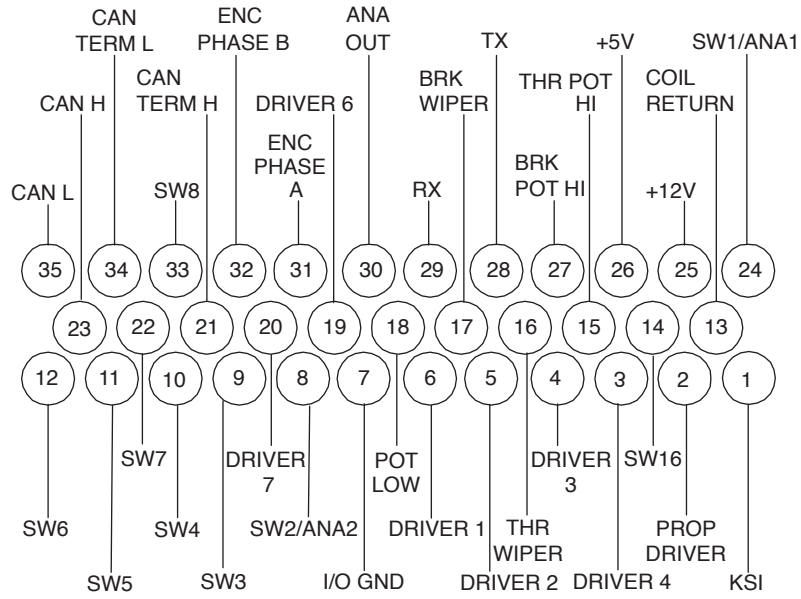 CAN
TERM L
ENC
PHASE B
ANA
OUT
TX
+5V
SW1/ANA1
CAN H
CAN
TERM H
DRIVER 6
BRK
WIPER
THR POT
HI
COIL
RETURN
CAN L
SW8
ENC
PHASE
A
RX
BRK
POT HI
+12V
35 34 33 32 31 30 29 28 27 26 25 24
23 22 21 20 19 18 17 16 15 14 13
12 11 10 9 8 7 6 5 4 3 2 1
SW7
DRIVER
7
POT
LOW
DRIVER
3
SW16
SW6
SW4
SW2/ANA2
DRIVER 1
THR
WIPER
PROP
DRIVER
SW5
SW3
I/O GND
DRIVER 2
DRIVER 4
KSI